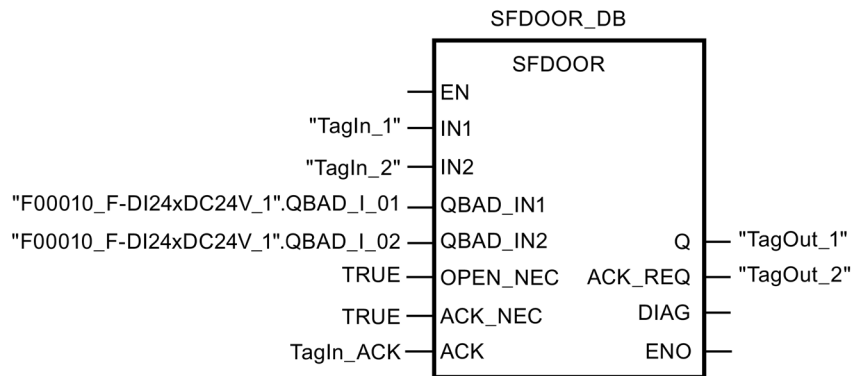 SFDOOR_DB
SFDOOR
EN
"TagIn_1" IN1
"TagIn_2" IN2
"F00010_F-DI24xDC24V_1".QBAD_I_01 QBAD_IN1
"F00010_F-DI24xDC24V_1".QBAD_I_02 QBAD_IN2 Q "TagOut_1"
TRUE OPEN_NEC ACK_REQ "TagOut_2"
TRUE ACK_NEC DIAG
TagIn_ACK ACK ENO